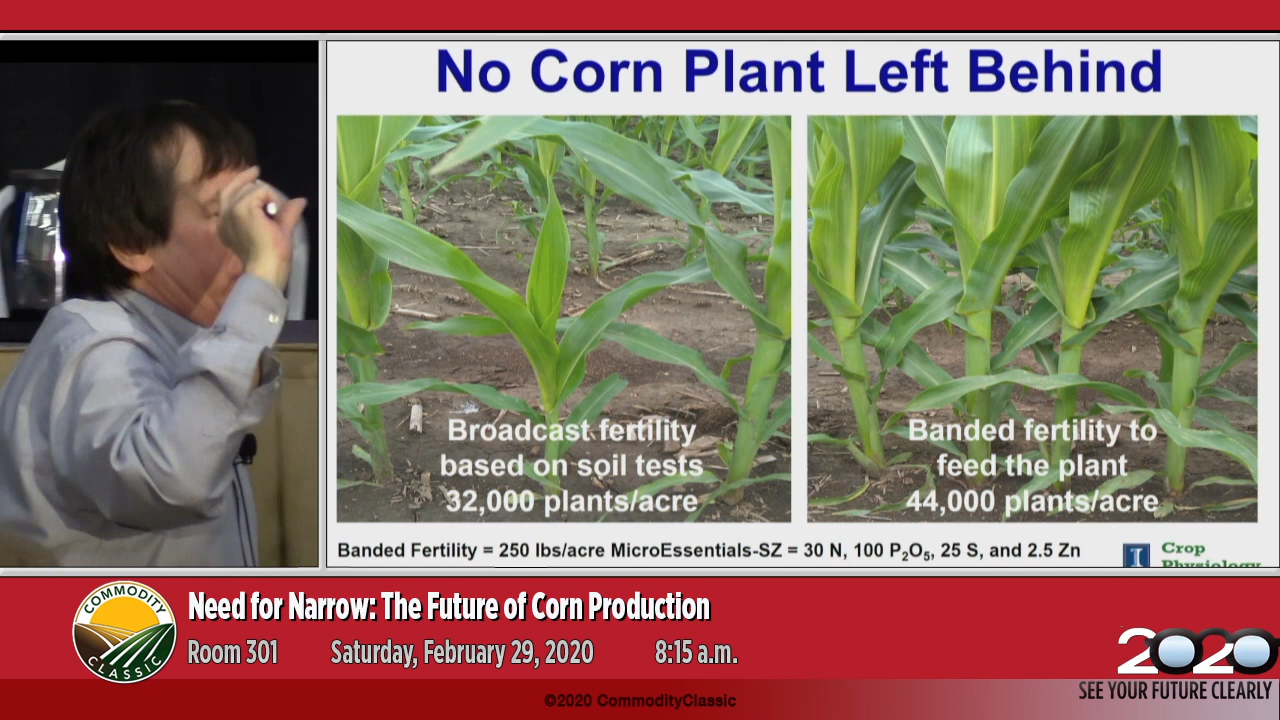 No Corn Plant Left Behind
Broadcast fertility
based on soil tests
32,000 plants/acre
Banded fertility to
feed the plant
44,000 plants/acre
Banded Fertility = 250 lbs/acre MicroEssentials-SZ = 30 N, 100 P₂O₅, 25 S, and 2.5 Zn
I
Crop
Physiology
COMMODITY
CLASSIC
Need for Narrow: The Future of Corn Production
Room 301 Saturday, February 29, 2020 8:15 a.m.
2020
SEE YOUR FUTURE CLEARLY
©2020 CommodityClassic